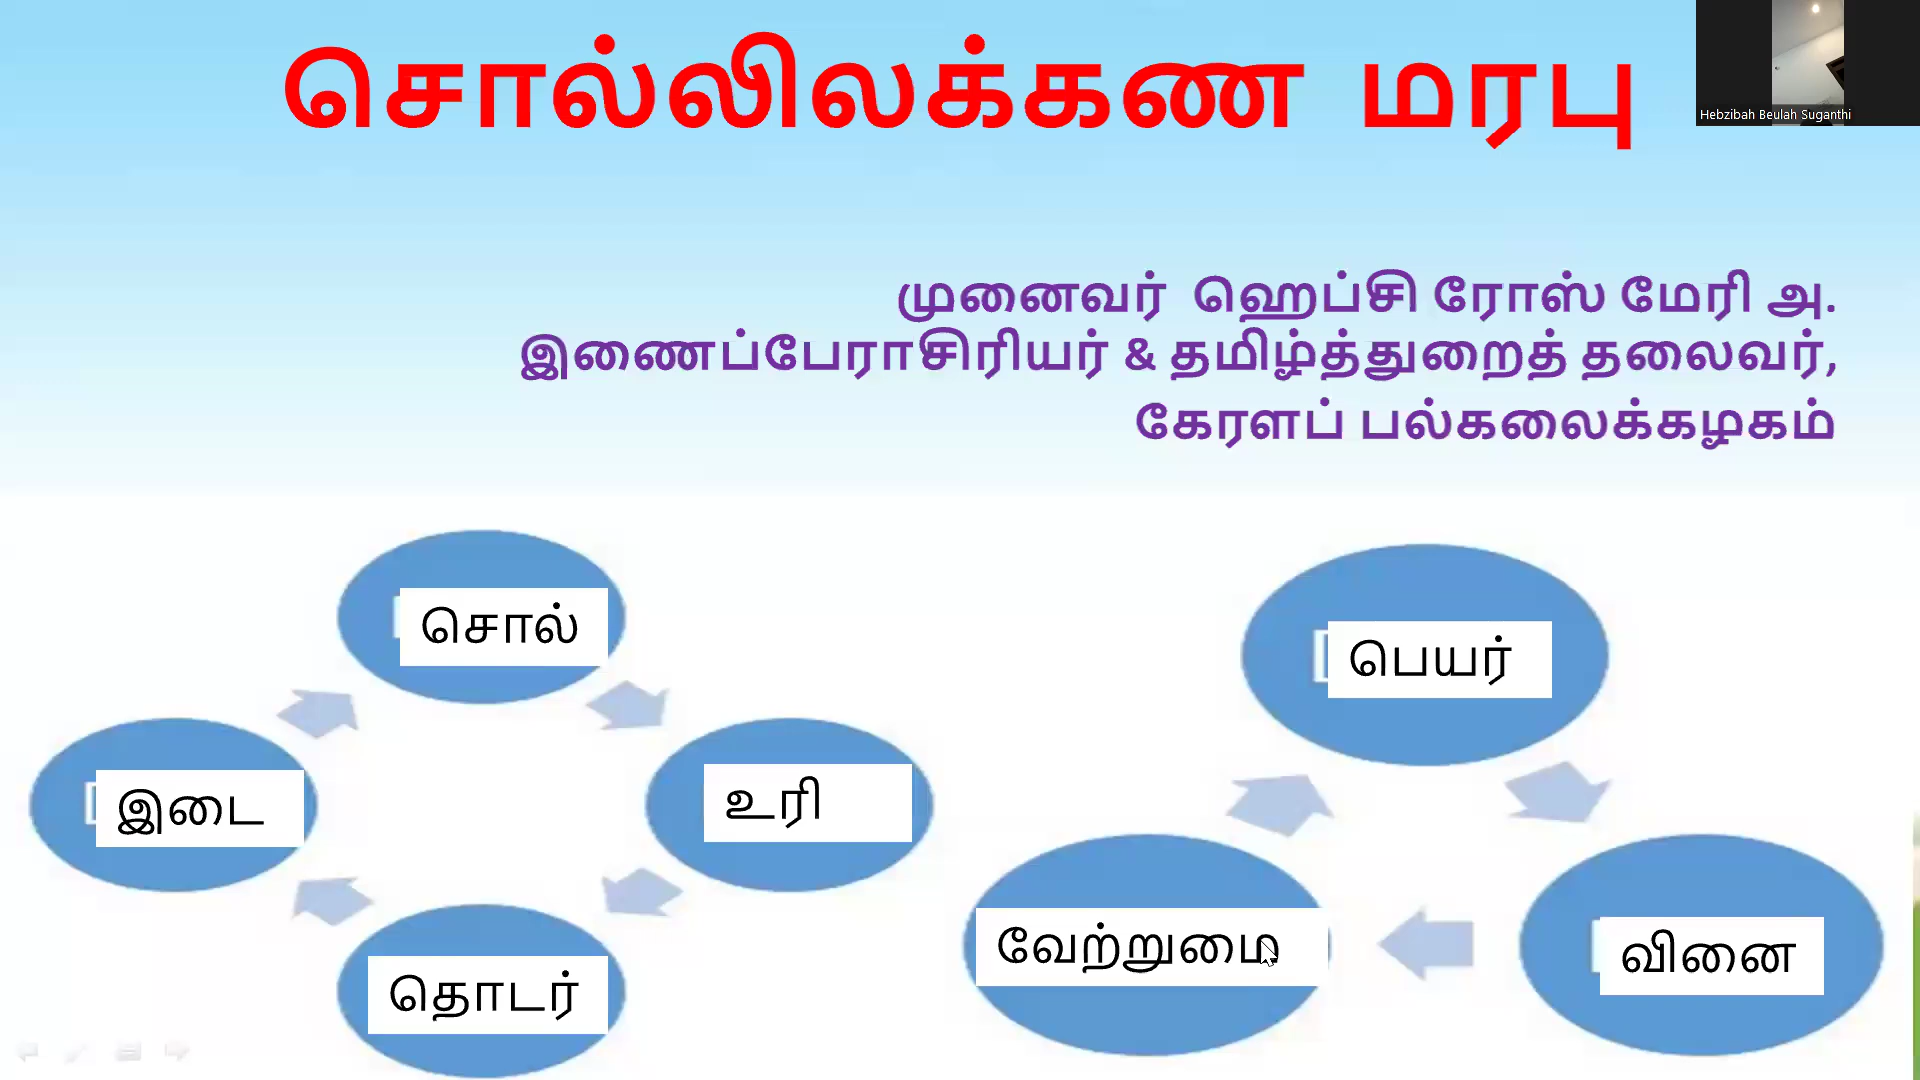 சொல்லிலக்கண மரபு
Hebzibah Beulah Suganthi
முனைவர் ஹெப்சி ரோஸ் மேரி அ.
இணைப்பேராசிரியர் & தமிழ்த்துறைத் தலைவர்,
கேரளப் பல்கலைக்கழகம்
சொல்
உரி
தொடர்
இடை
பெயர்
வினை
வேற்றுமை